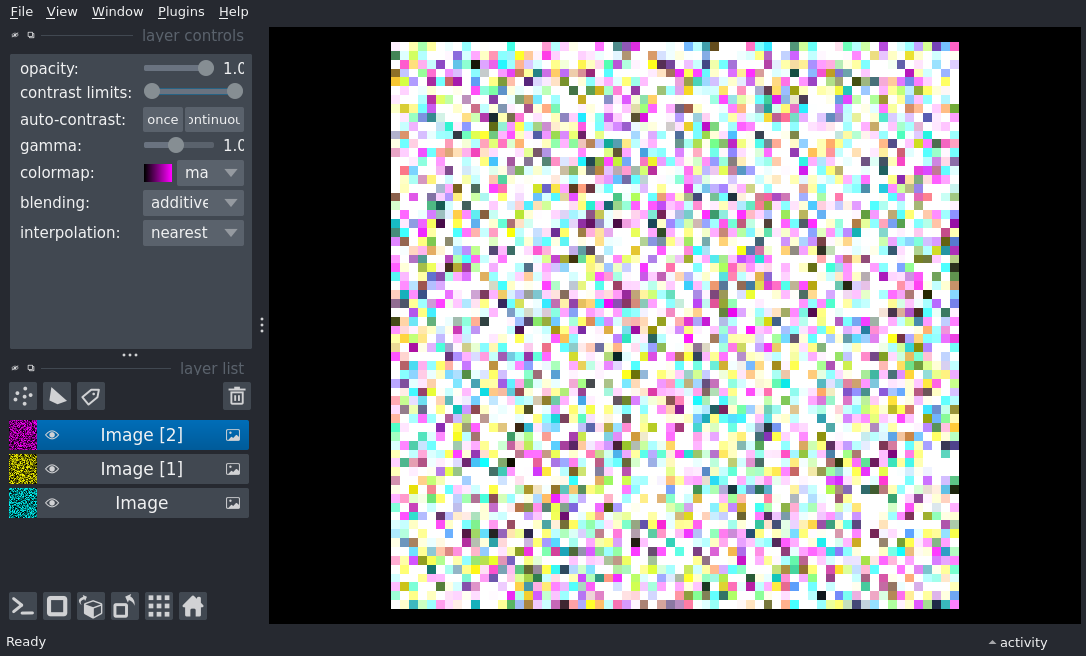 File View Window Plugins Help
layer controls
opacity: 1.0
contrast limits:
auto-contrast: once ontinuou
gamma: 1.0
colormap: ma
blending: additive
interpolation: nearest
layer list
Image [2]
Image [1]
Image
Ready
activity